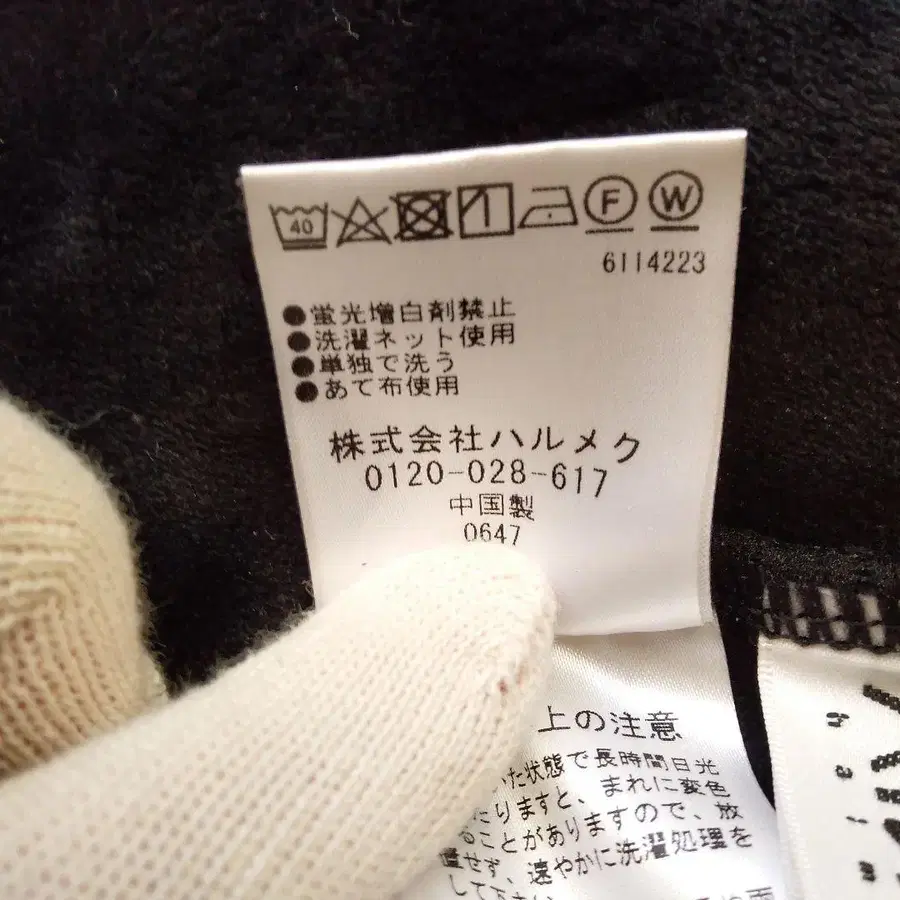 40
F W
6114223
●蛍光増白剤禁止
●洗濯ネット使用
●単独で洗う
●あて布使用
株式会社ハルメク
0120-028-617
中国製
0647
上の注意
いた状態で長時間日光
たりますと、まれに変色
ることがありますので、放
置せず、速やかに洗濯処理を
して下さい